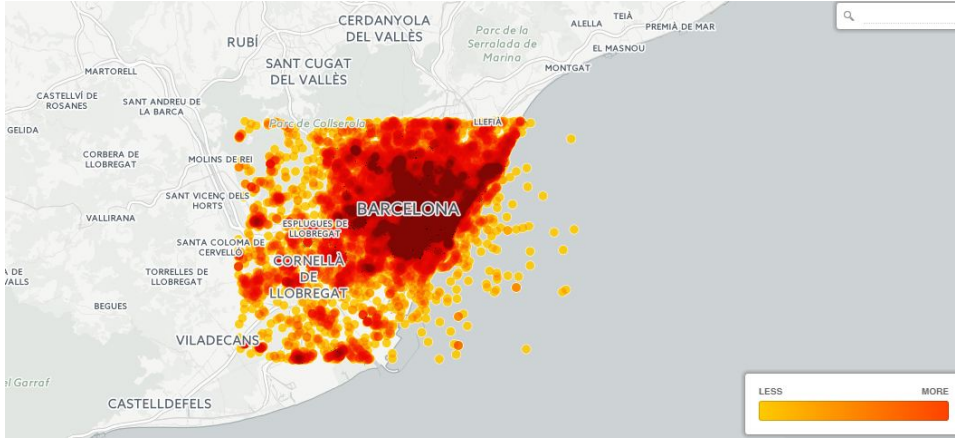 CERDANYOLA
DEL VALLÈS
RUBÍ
SANT CUGAT
DEL VALLÈS
Parc de la
Serralada de
Marina
ALELLA
TEIÀ
PREMIÀ DE MAR
EL MASNOU
MONTGAT
MARTORELL
CASTELLVÍ DE
ROSANES
SANT ANDREU DE
LA BARCA
GELIDA
Parc de Collserola
LLEFIÀ
CORBERA DE
LLOBREGAT
MOLINS DE REI
SANT VICENÇ DELS
HORTS
VALLIRANA
BARCELONA
ESPLUGUES DE
LLOBREGAT
SANTA COLOMA DE
CERVELLÓ
CORNELLÀ
DE
LLOBREGAT
A DE
VALLS
TORRELLES DE
LLOBREGAT
BEGUES
VILADECANS
el Garraf
CASTELLDEFELS
LESS
MORE